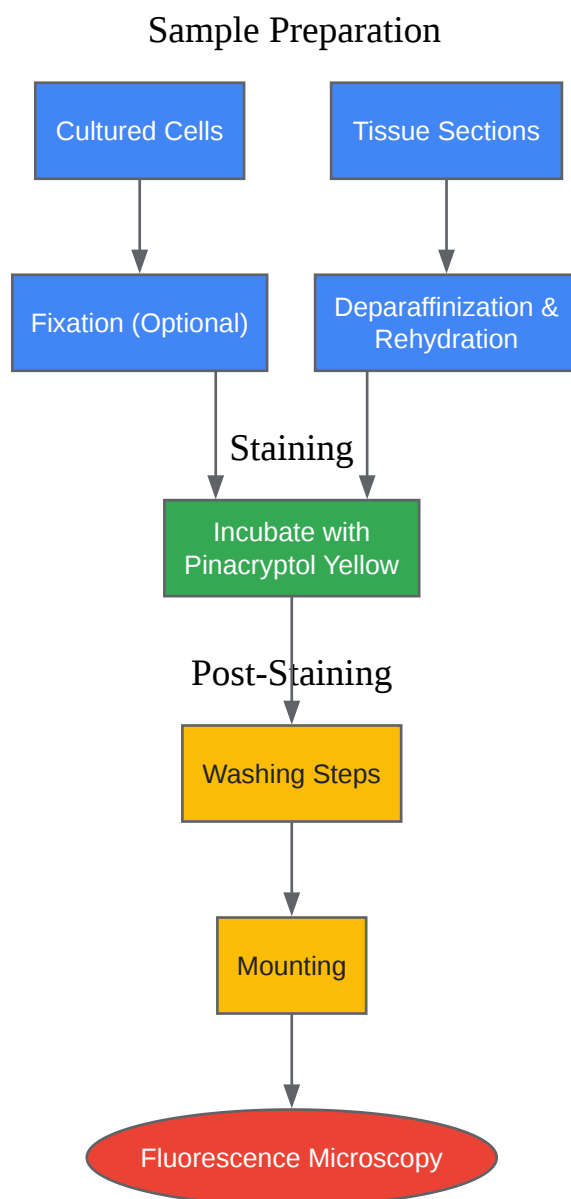 Sample Preparation
Cultured Cells
Tissue Sections
Fixation (Optional)
Deparaffinization &
Rehydration
Staining
Incubate with
Pinacryptol Yellow
Post-Staining
Washing Steps
Mounting
Fluorescence Microscopy